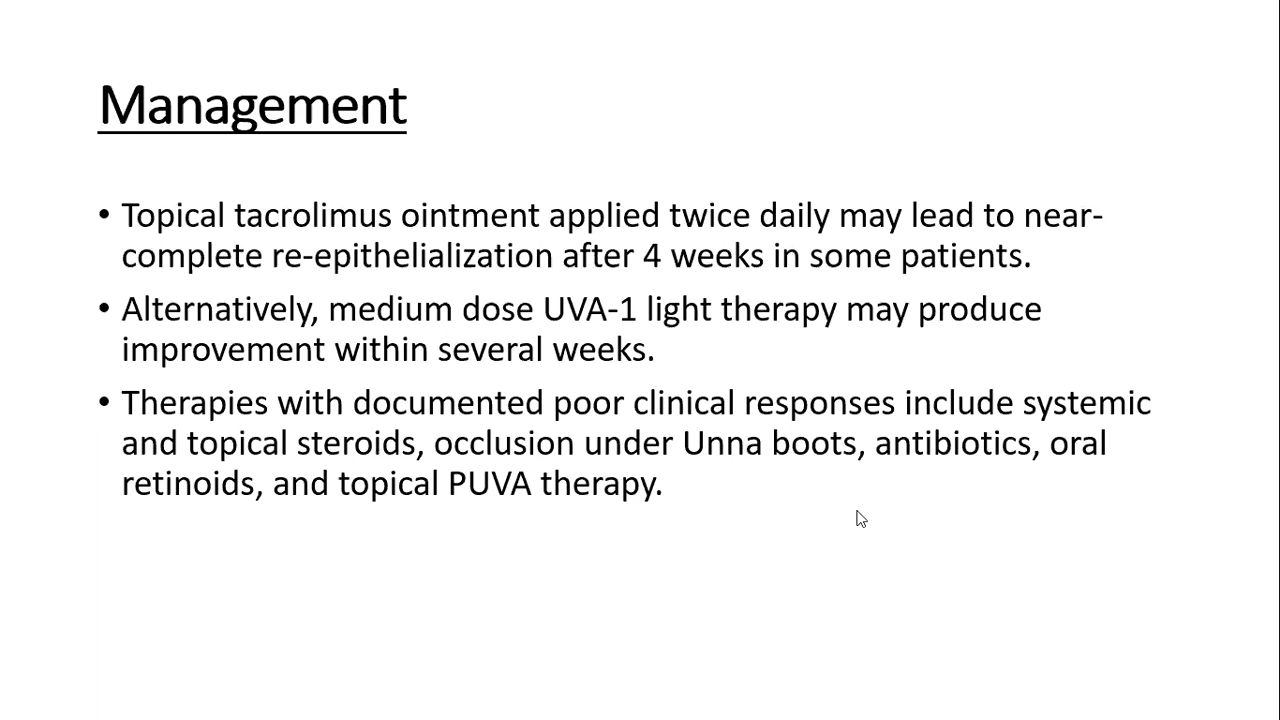 Management
• Topical tacrolimus ointment applied twice daily may lead to near-
complete re-epithelialization after 4 weeks in some patients.
• Alternatively, medium dose UVA-1 light therapy may produce
improvement within several weeks.
• Therapies with documented poor clinical responses include systemic
and topical steroids, occlusion under Unna boots, antibiotics, oral
retinoids, and topical PUVA therapy.